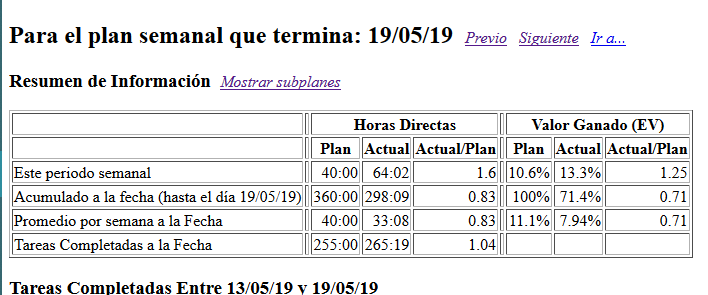 Para el plan semanal que termina: 19/05/19 Previo Siguiente Ir a...
Resumen de Información Mostrar subplanes
Horas Directas Valor Ganado (EV)
Plan Actual Actual/Plan Plan Actual Actual/Plan
Este periodo semanal 40:00 64:02 1.6 10.6% 13.3% 1.25
Acumulado a la fecha (hasta el día 19/05/19) 360:00 298:09 0.83 100% 71.4% 0.71
Promedio por semana a la Fecha 40:00 33:08 0.83 11.1% 7.94% 0.71
Tareas Completadas a la Fecha 255:00 265:19 1.04
Tareas Completadas Entre 13/05/19 y 19/05/19